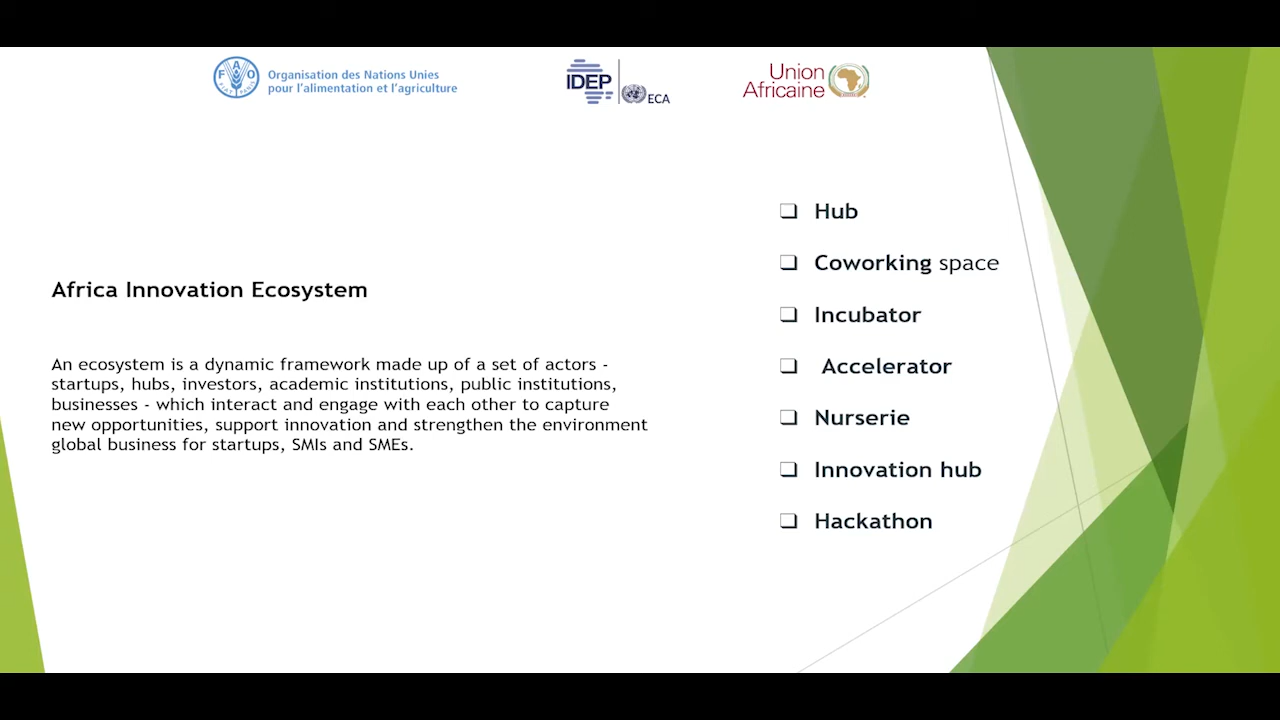 FAO
Organisation des Nations Unies
pour l'alimentation et l'agriculture
IDEP
ECA
Union
Africaine
Africa Innovation Ecosystem
An ecosystem is a dynamic framework made up of a set of actors -
startups, hubs, investors, academic institutions, public institutions,
businesses - which interact and engage with each other to capture
new opportunities, support innovation and strengthen the environment
global business for startups, SMIs and SMEs.
❑ Hub
❑ Coworking space
❑ Incubator
❑ Accelerator
❑ Nurserie
❑ Innovation hub
❑ Hackathon